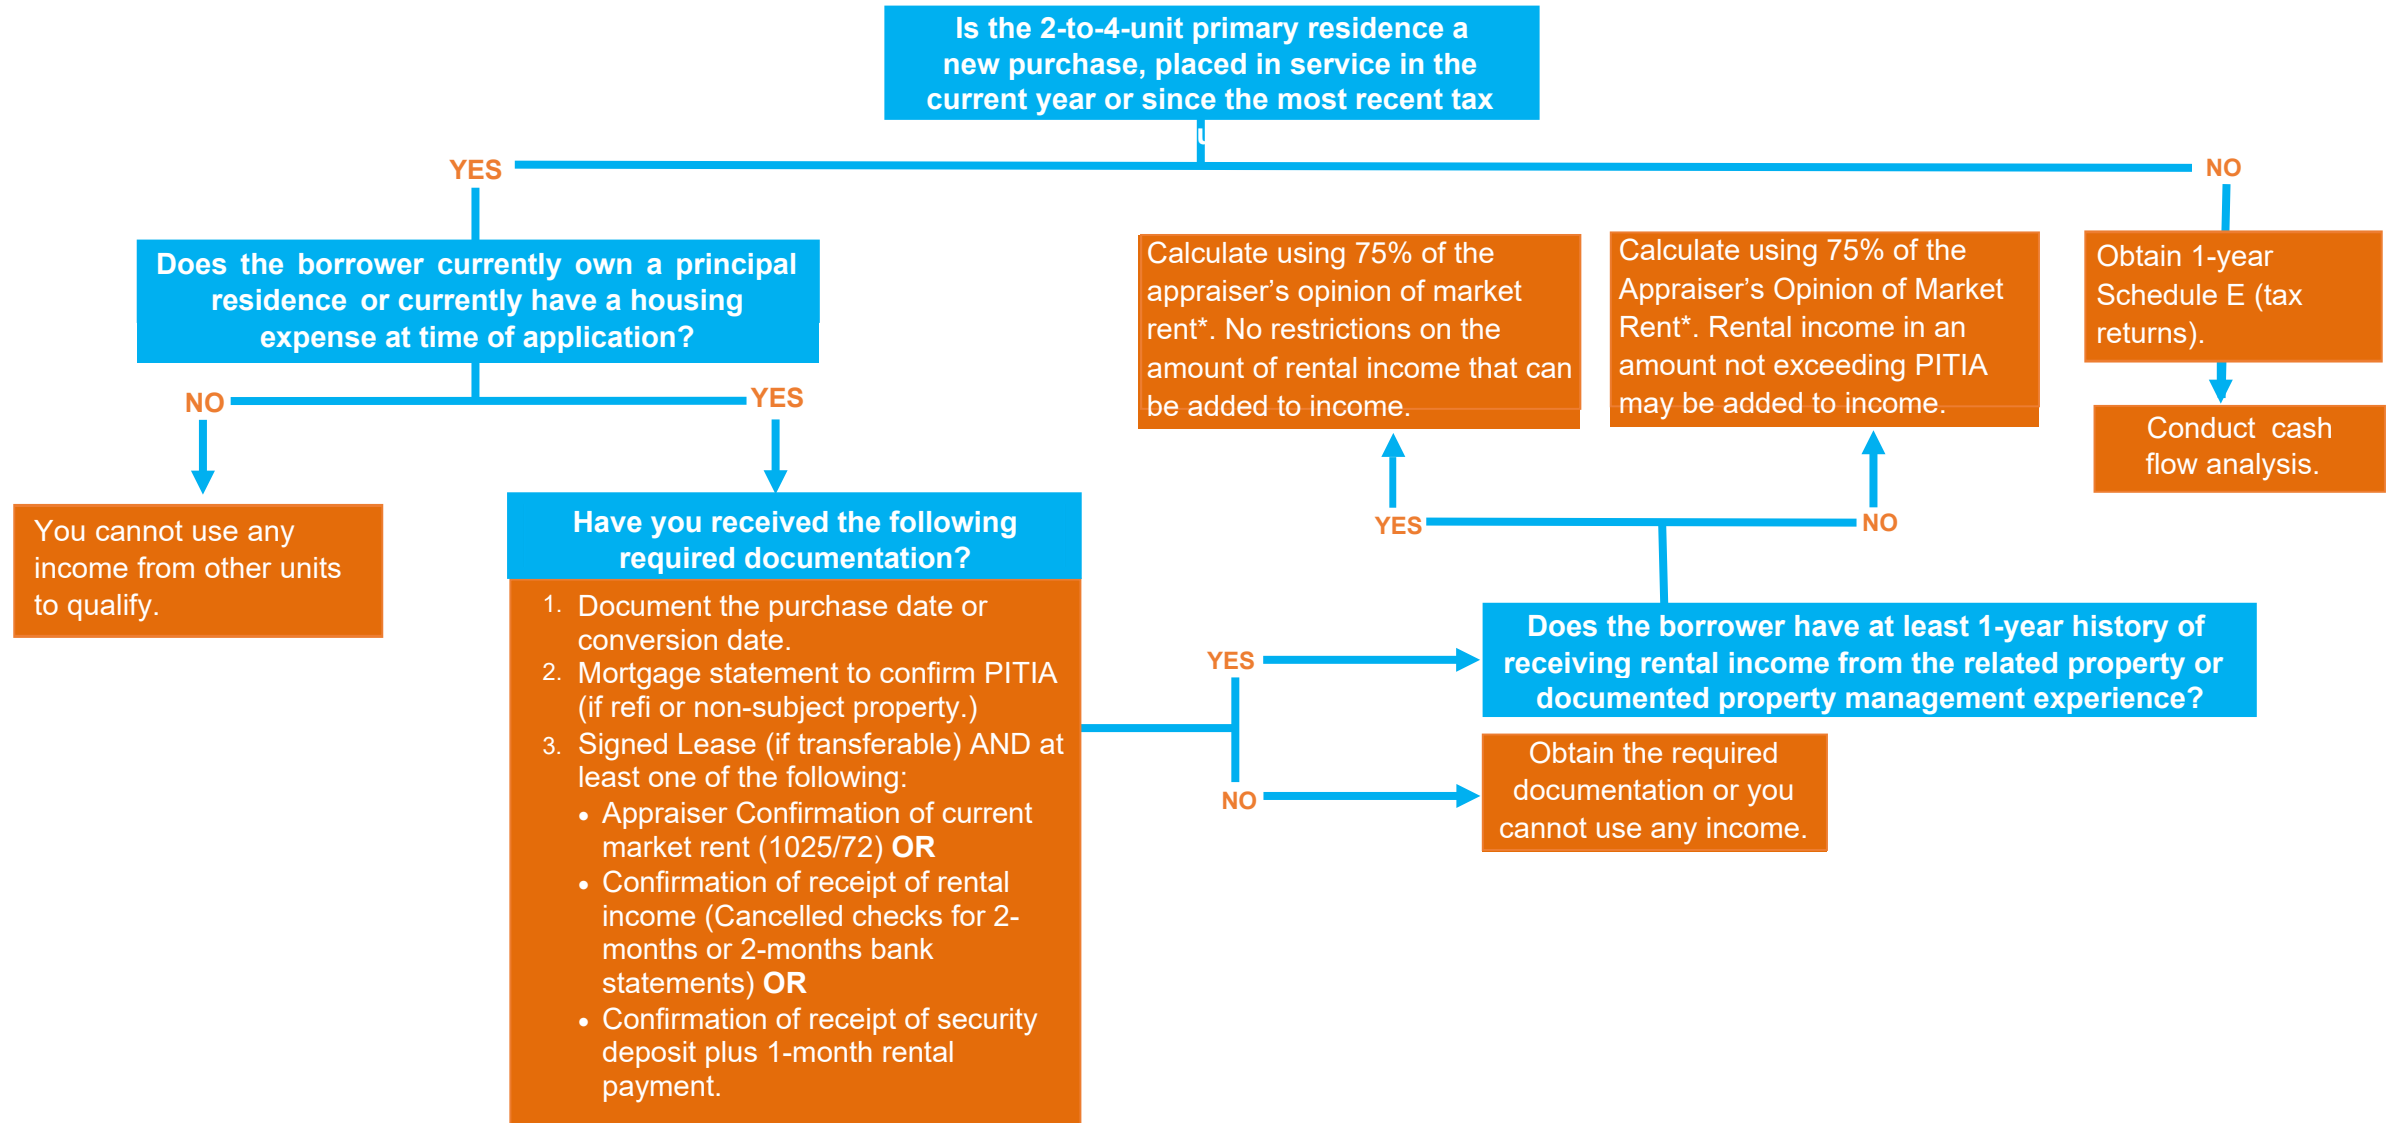 Is the 2-to-4-unit primary residence a
new purchase, placed in service in the
current year or since the most recent tax
YES
NO
Does the borrower currently own a principal
residence or currently have a housing
expense at time of application?
NO
YES
You cannot use any
income from other units
to qualify.
Have you received the following
required documentation?
1. Document the purchase date or
conversion date.
2. Mortgage statement to confirm PITIA
(if refi or non-subject property.)
3. Signed Lease (if transferable) AND at
least one of the following:
• Appraiser Confirmation of current
market rent (1025/72) OR
• Confirmation of receipt of rental
income (Cancelled checks for 2-
months or 2-months bank
statements) OR
• Confirmation of receipt of security
deposit plus 1-month rental
payment.
YES
NO
Does the borrower have at least 1-year history of
receiving rental income from the related property or
documented property management experience?
Obtain the required
documentation or you
cannot use any income.
YES
NO
Calculate using 75% of the
appraiser’s opinion of market
rent*. No restrictions on the
amount of rental income that can
be added to income.
Calculate using 75% of the
Appraiser’s Opinion of Market
Rent*. Rental income in an
amount not exceeding PITIA
may be added to income.
Obtain 1-year
Schedule E (tax
returns).
Conduct cash
flow analysis.